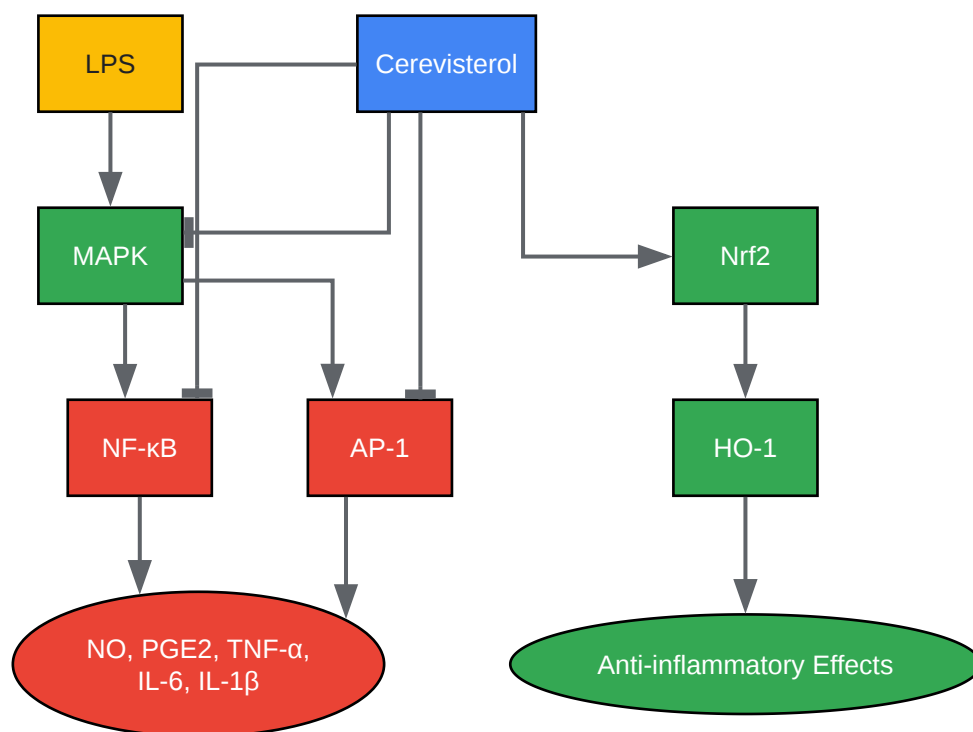 LPS
Cerevisterol
MAPK
Nrf2
NF-κB
AP-1
HO-1
NO, PGE2, TNF-α,
IL-6, IL-1β
Anti-inflammatory Effects